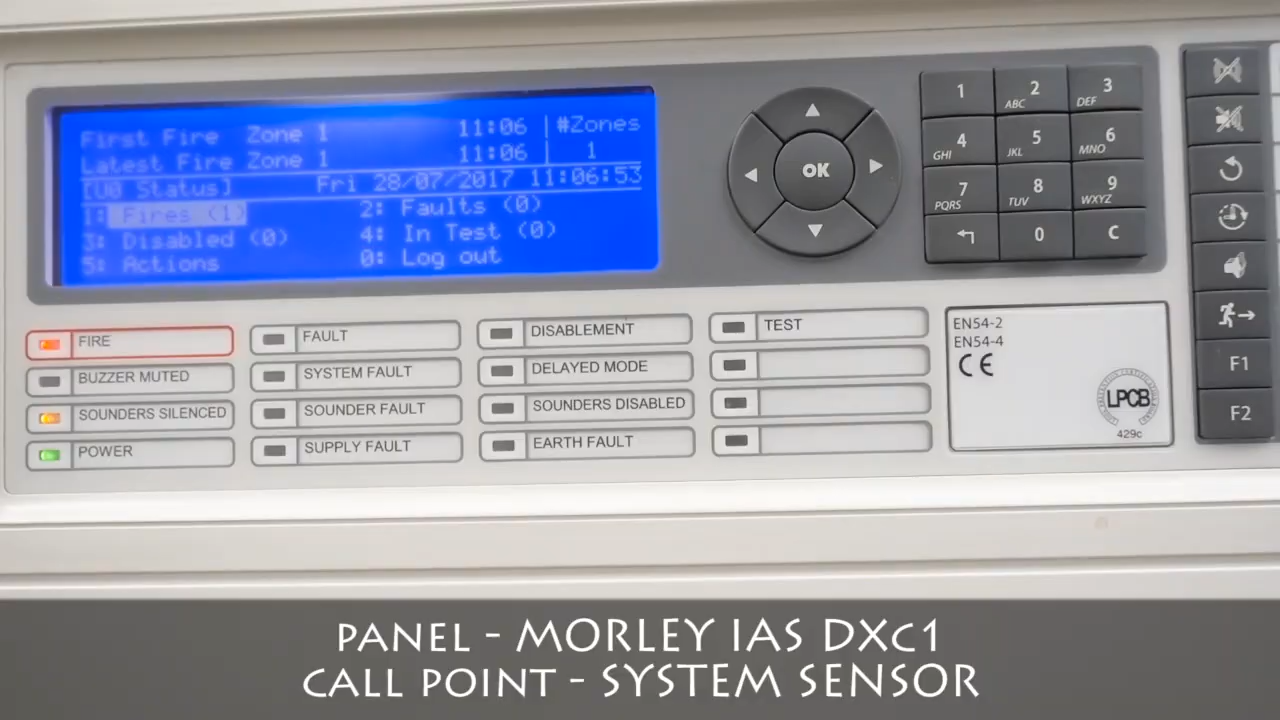 First Fire Zone 1 11:06 #Zones
Latest Fire Zone 1 11:06 1
[U0 Status] Fri 28/07/2017 11:06:53
1: Fires (1) 2: Faults (0)
3: Disabled (0) 4: In Test (0)
5: Actions 0: Log out
OK
1 2 ABC 3 DEF
4 GHI 5 JKL 6 MNO
7 PQRS 8 TUV 9 WXYZ
0 C
F1
F2
FIRE
BUZZER MUTED
SOUNDERS SILENCED
POWER
FAULT
SYSTEM FAULT
SOUNDER FAULT
SUPPLY FAULT
DISABLEMENT
DELAYED MODE
SOUNDERS DISABLED
EARTH FAULT
TEST
EN54-2
EN54-4
CE
LPCB
429c
PANEL - MORLEY IAS DXc1
CALL POINT - SYSTEM SENSOR